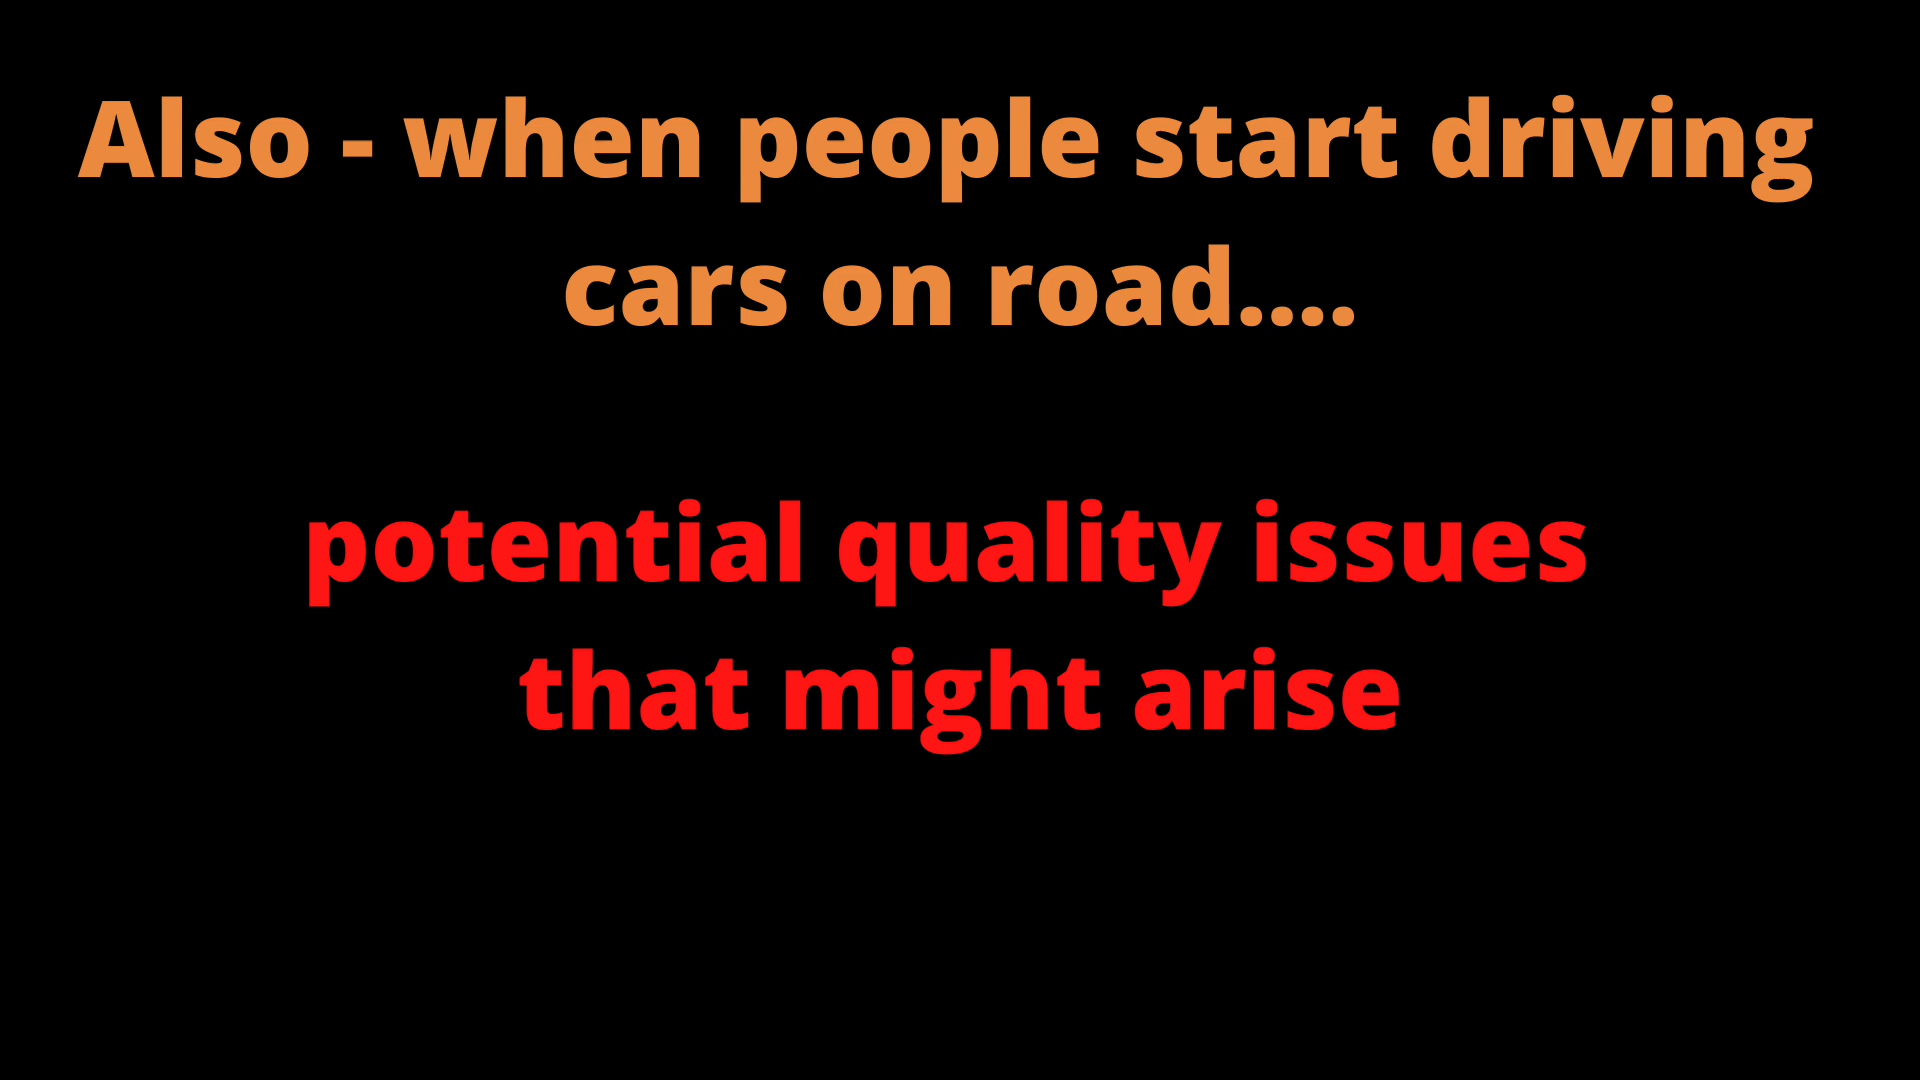 Also - when people start driving
cars on road....
potential quality issues
that might arise